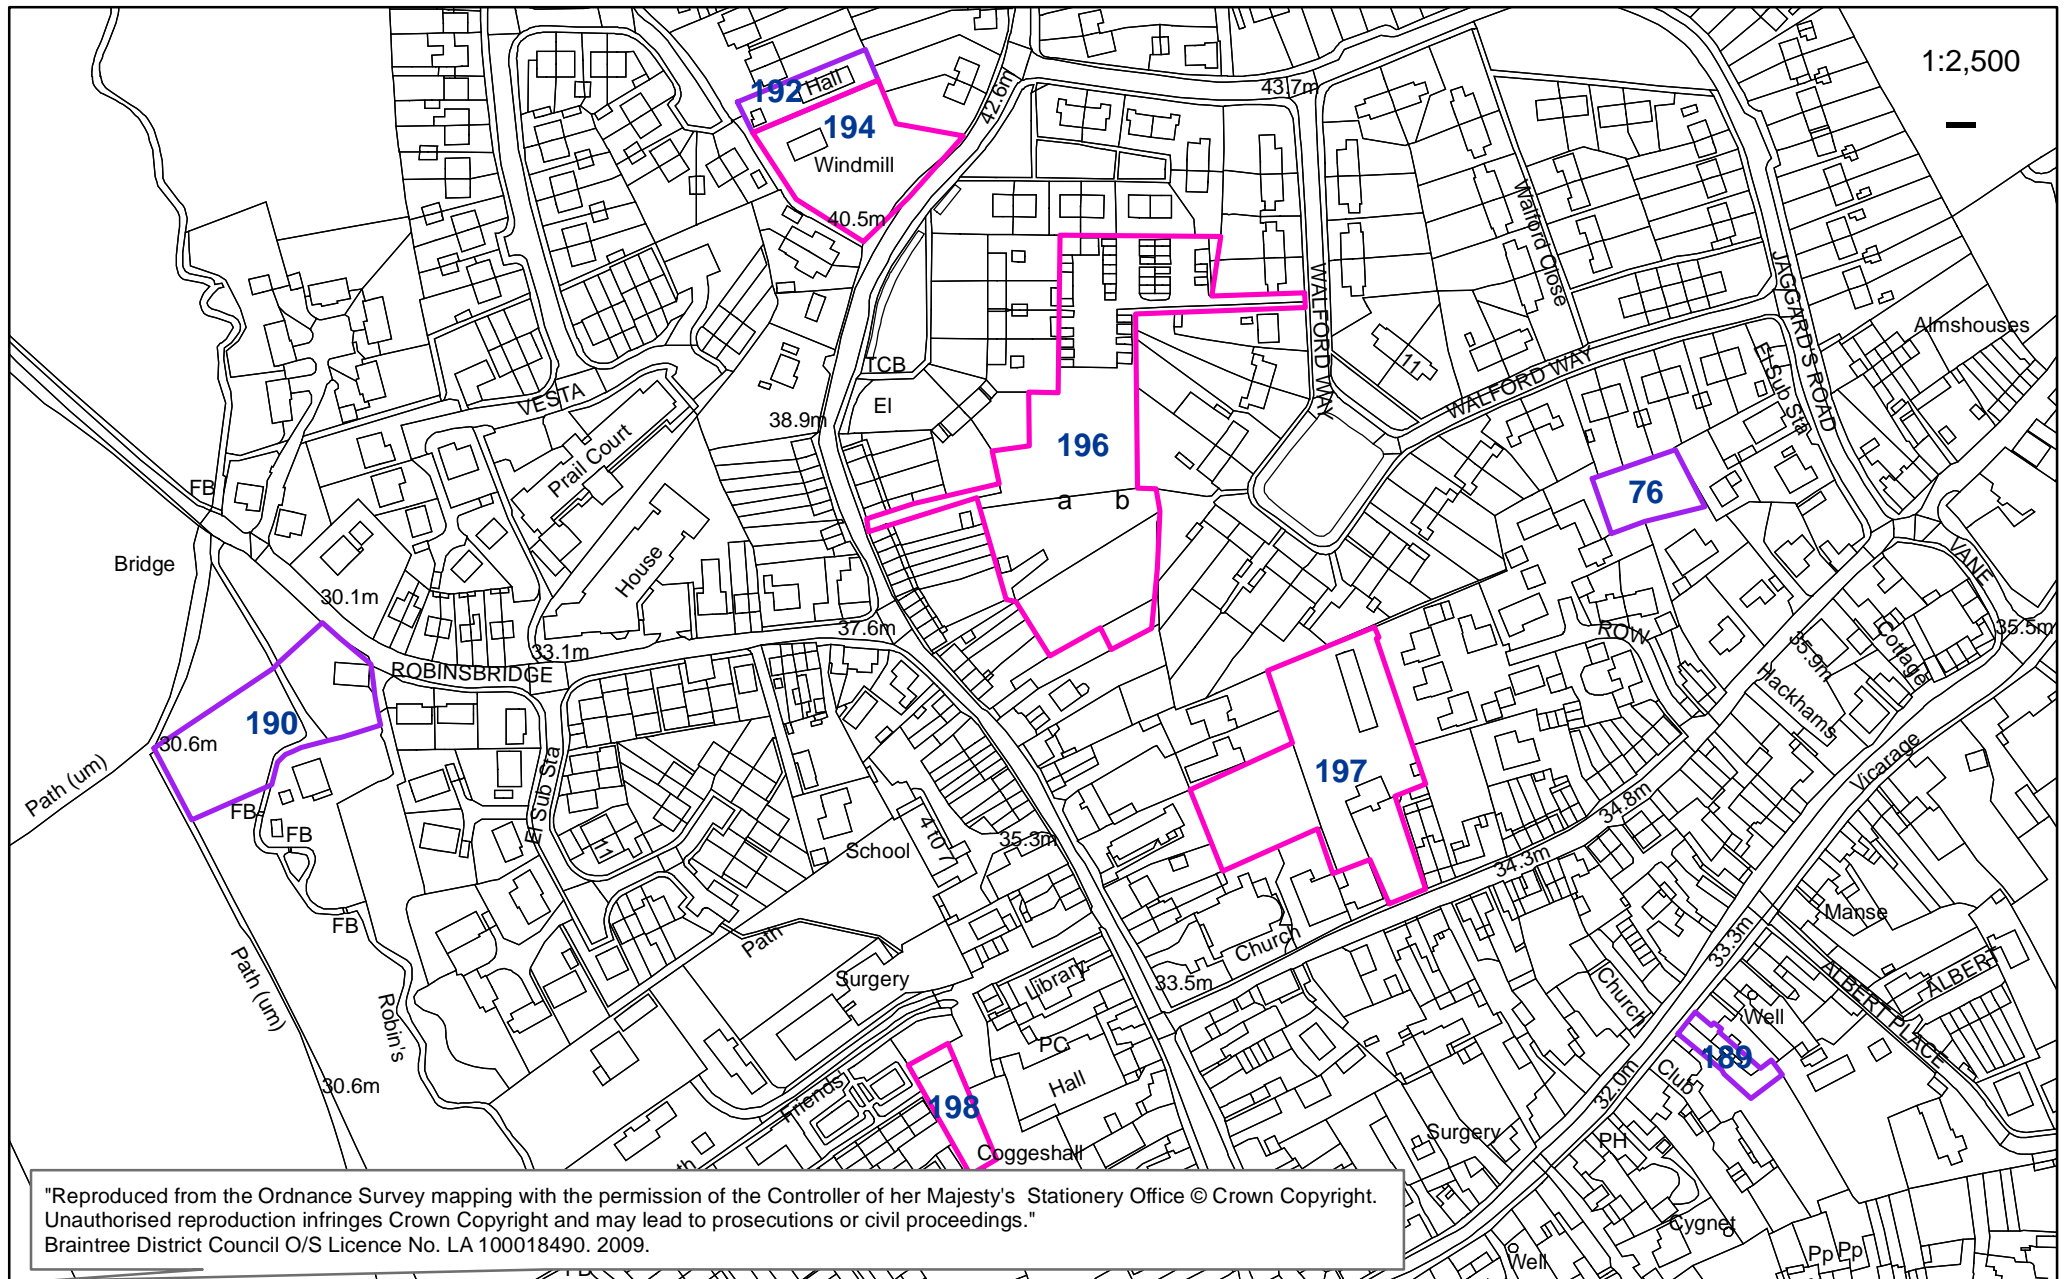 1:2,500
192
Hall
194
Windmill
42.6m
43.7m
40.5m
Walford Close
WALFORD WAY
JAGGARD'S ROAD
Almshouses
TCB
El
VESTA
38.9m
11
WALFORD WAY
El Sub Sta
Prail Court
196
a b
76
FB
Bridge
House
VANE
30.1m
37.6m
33.1m
ROBINSBRIDGE
ROW
35.9m
Cottage
35.5m
Hackhams
190
30.6m
Path (um)
El Sub Sta
197
Vicarage
34.8m
FB
FB
11
School
4 to 7
35.3m
34.3m
FB
Path
Church
Manse
33.3m
Path (um)
Robin's
Surgery
Library
33.5m
Church
ALBERT PLACE
ALBERT
Well
PC
Hall
189
Club
30.6m
Friends
198
32.0m
Coggeshall
Surgery
PH
"Reproduced from the Ordnance Survey mapping with the permission of the Controller of her Majesty's Stationery Office © Crown Copyright.
Unauthorised reproduction infringes Crown Copyright and may lead to prosecutions or civil proceedings."
Braintree District Council O/S Licence No. LA 100018490. 2009.
Cygnet
Well
Pp Pp